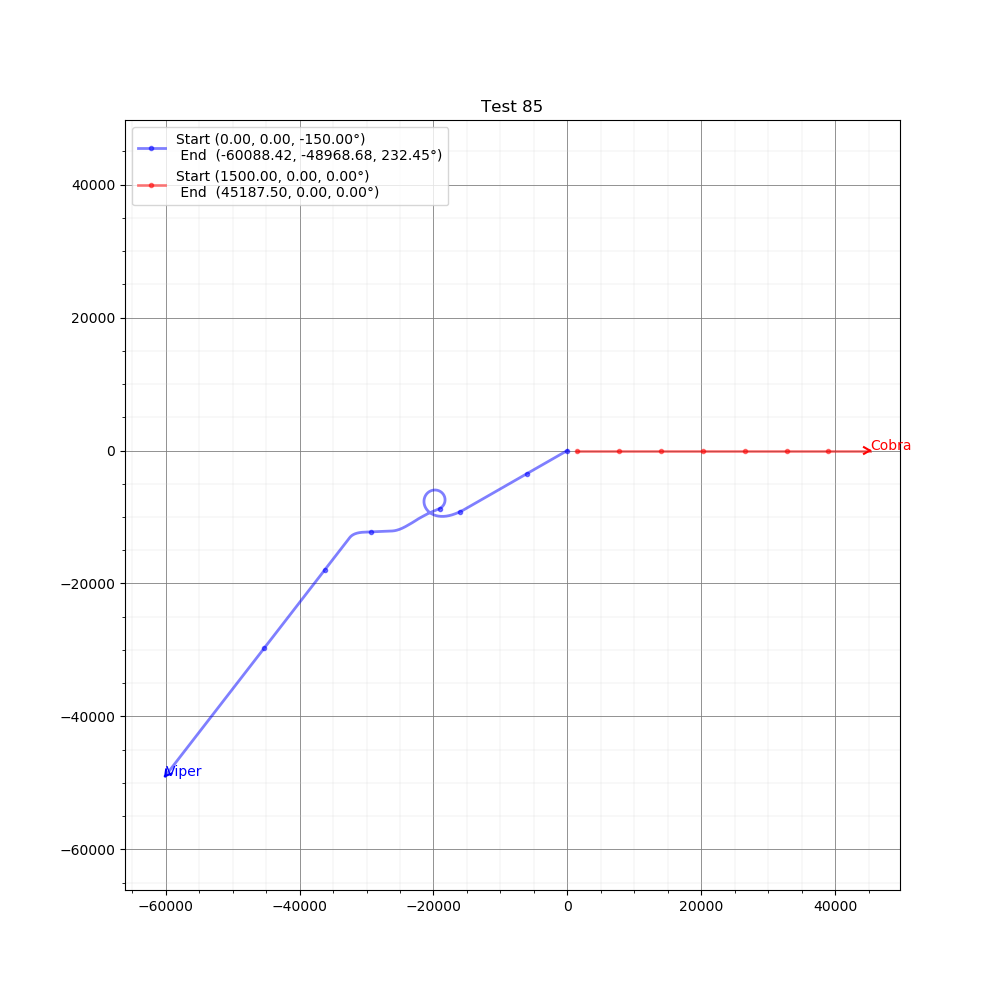 Test 85
Start (0.00, 0.00, -150.00°)
End  (-60088.42, -48968.68, 232.45°)
Start (1500.00, 0.00, 0.00°)
End  (45187.50, 0.00, 0.00°)
40000
20000
0
Cobra
−20000
−40000
Viper
−60000
−60000
−40000
−20000
0
20000
40000